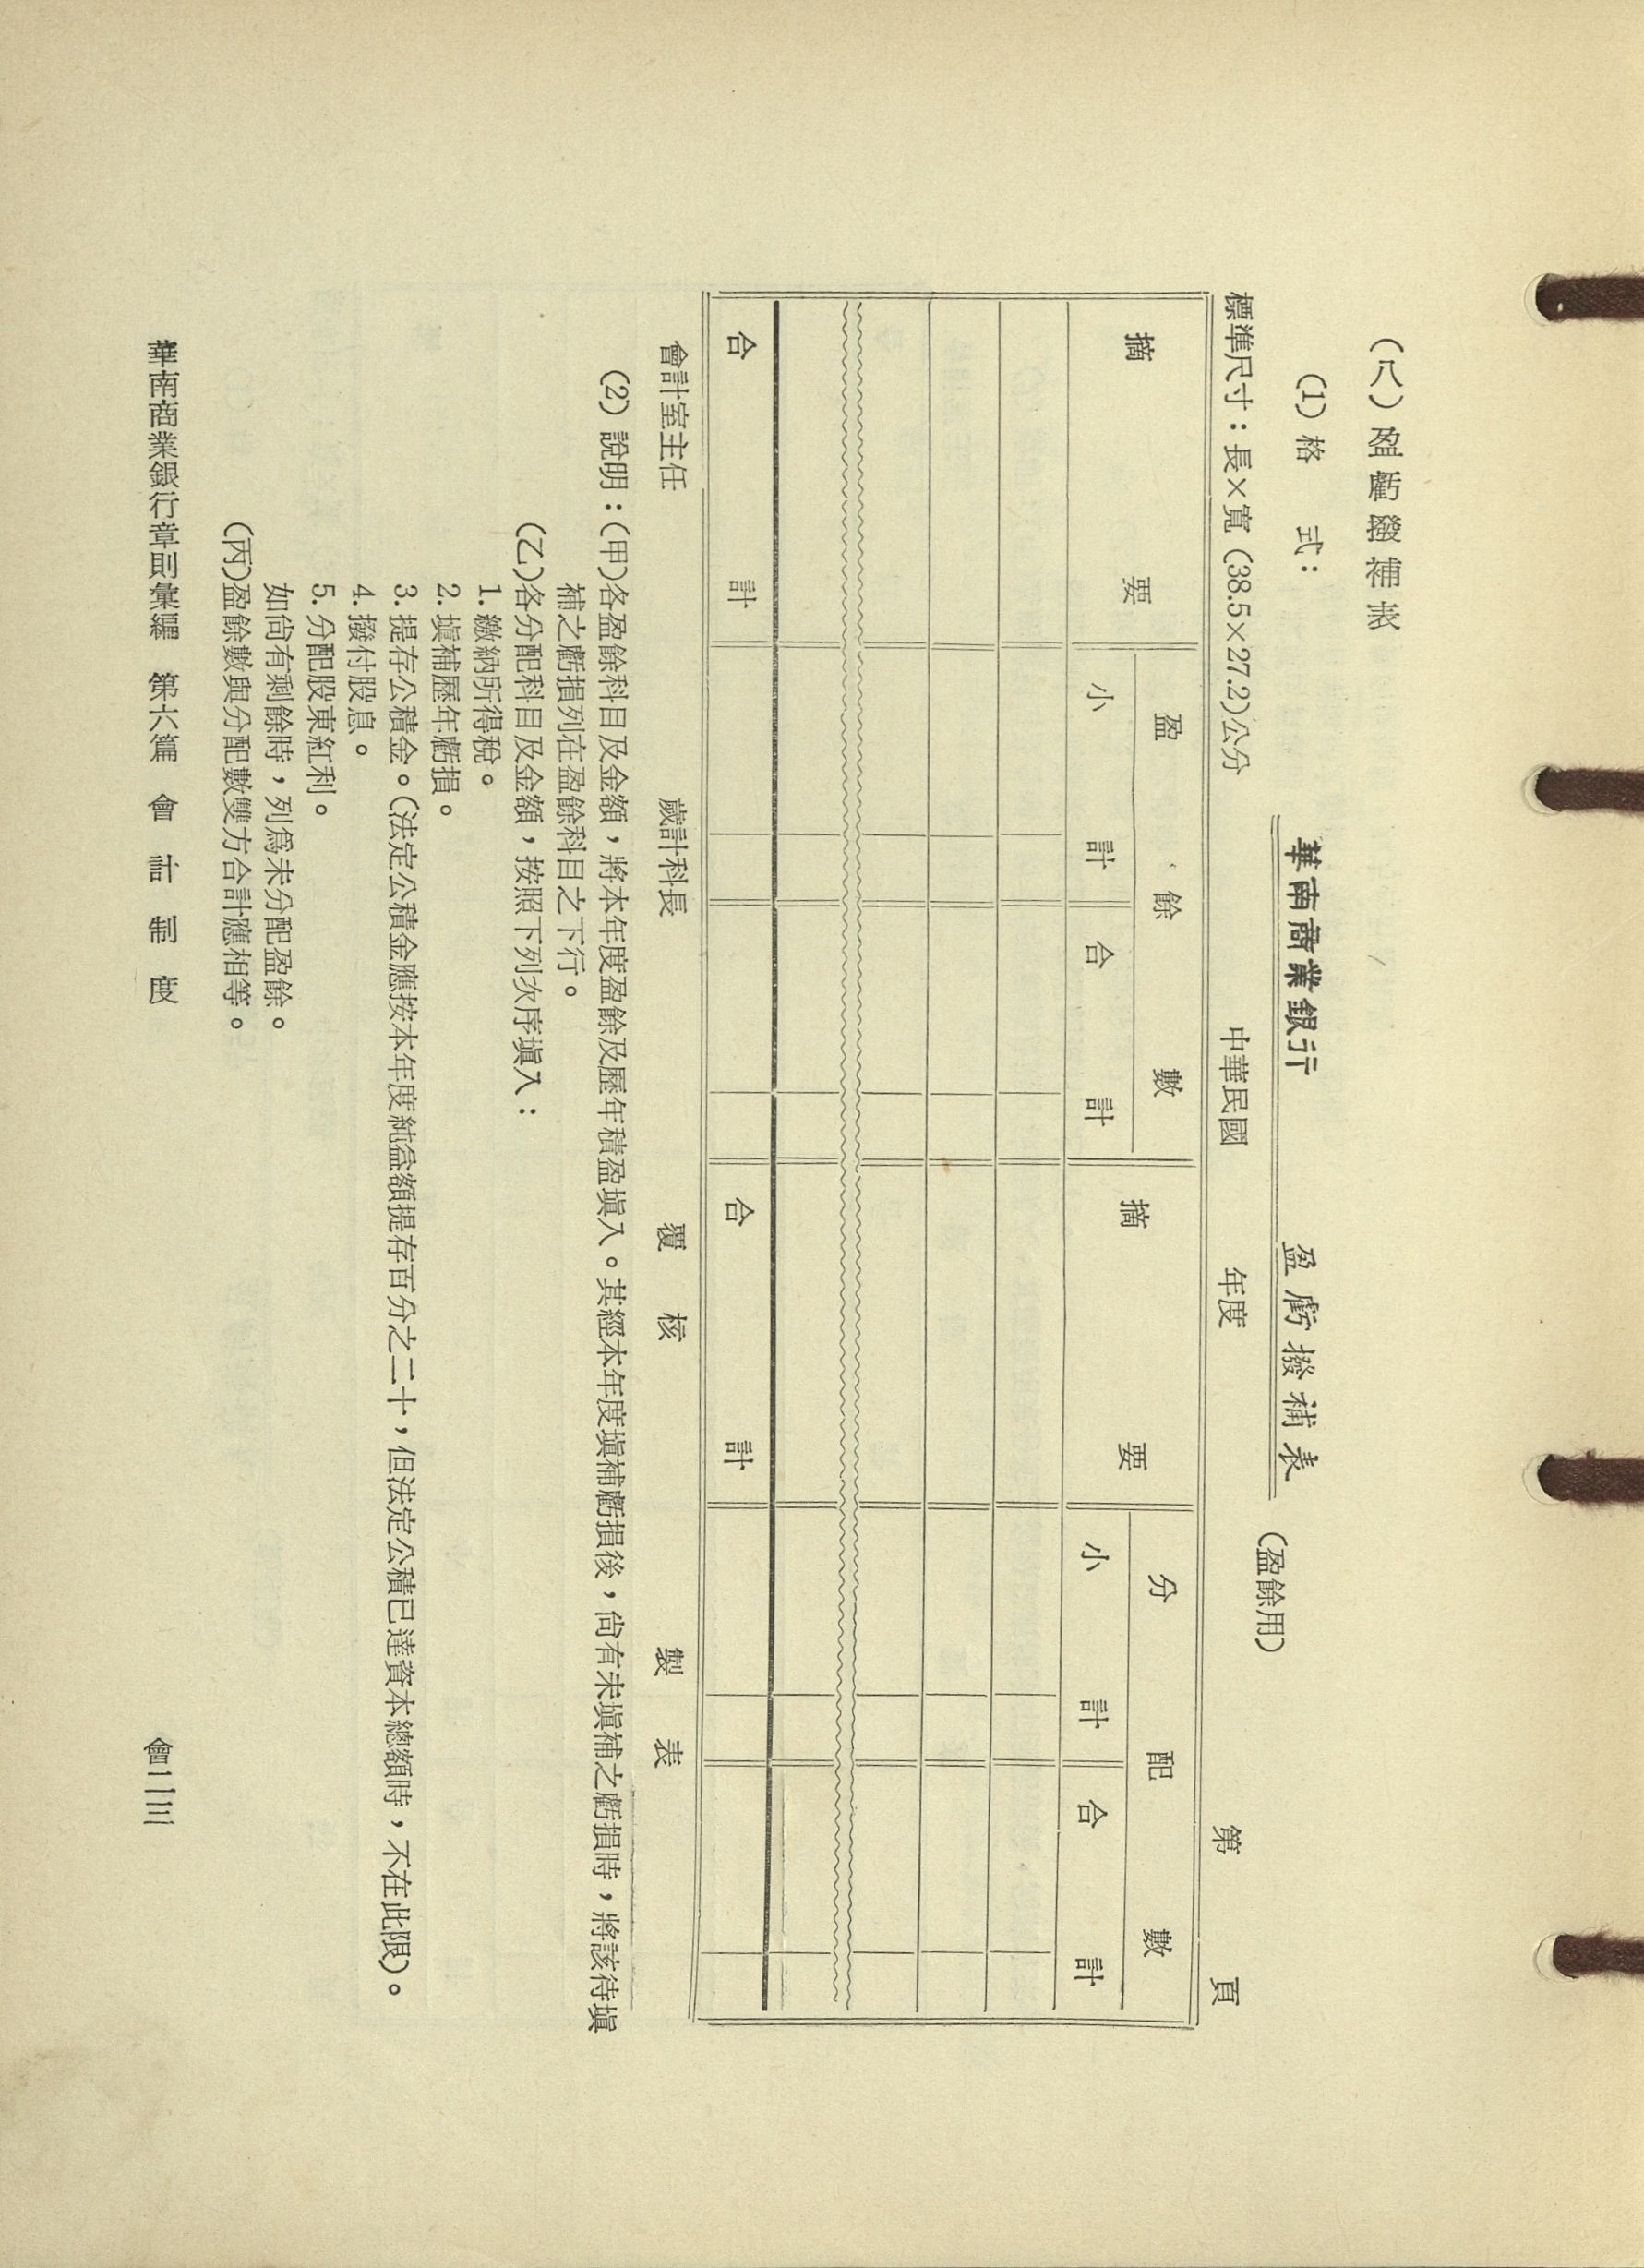 (八)盈虧撥補表
(1)格　式：
華南商業銀行　盈虧撥補表　(盈餘用)
標準尺寸：長×寬(38.5×27.2)公分　中華民國　年度　第　頁
摘　要　盈　餘　數　摘　要　分　配　數
小　計　合　計　小　計　合　計
合　計　合　計
會計室主任　歲計科長　覆　核　製　表
(2)說明：(甲)各盈餘科目及金額，將本年度盈餘及歷年積盈塡入。其經本年度塡補虧損後，尙有未塡補之虧損時，將該待塡
補之虧損列在盈餘科目之下行。
(乙)各分配科目及金額，按照下列次序塡入：
1.繳納所得稅。
2.塡補歷年虧損。
3.提存公積金。(法定公積金應按本年度純益額提存百分之二十，但法定公積已達資本總額時，不在此限)。
4.撥付股息。
5.分配股東紅利。
如尙有剩餘時，列爲未分配盈餘。
(丙)盈餘數與分配數雙方合計應相等。
華南商業銀行章則彙編　第六編　會計制度
會一一三